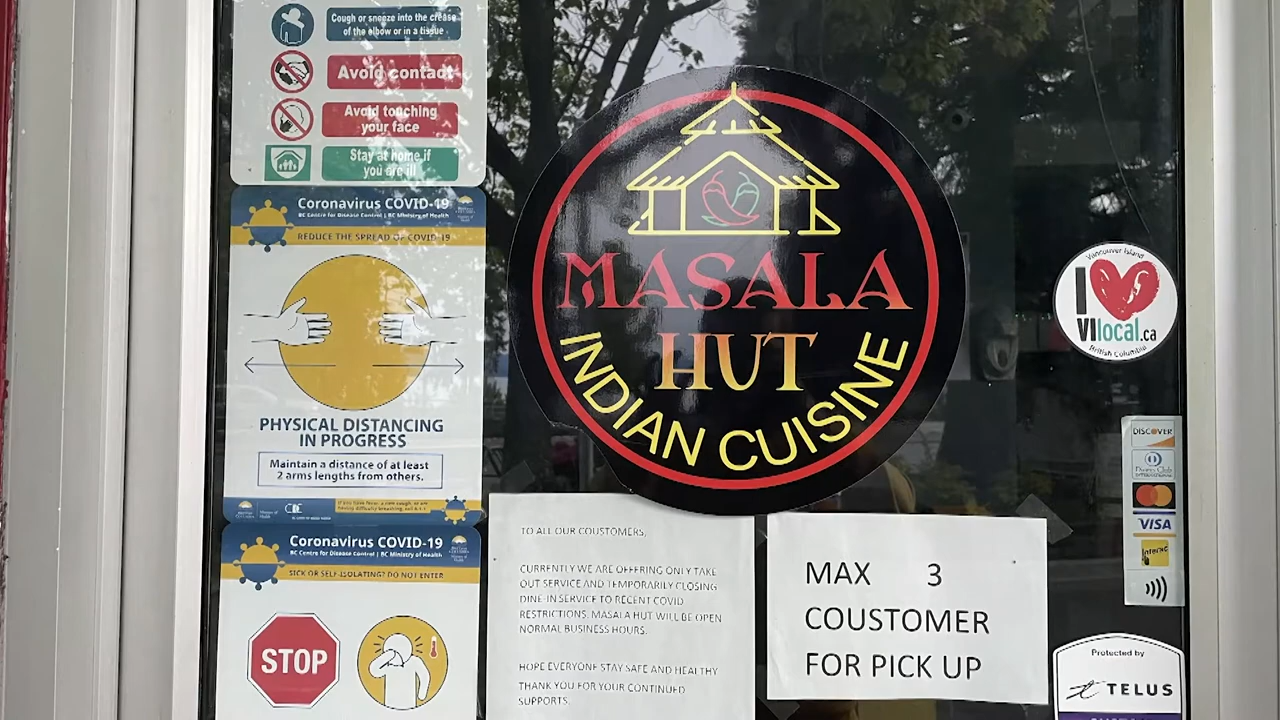 Cough or sneeze into the crease
of the elbow or in a tissue
Avoid contact
Avoid touching
your face
Stay at home if
you are ill
Coronavirus COVID-19
BC Centre for Disease Control | BC Ministry of Health
REDUCE THE SPREAD OF COVID-19
PHYSICAL DISTANCING
IN PROGRESS
Maintain a distance of at least
2 arms lengths from others.
Coronavirus COVID-19
BC Centre for Disease Control | BC Ministry of Health
SICK OR SELF-ISOLATING? DO NOT ENTER
STOP
MASALA
HUT
INDIAN CUISINE
TO ALL OUR COUSTOMERS,
CURRENTLY WE ARE OFFERING ONLY TAKE
OUT SERVICE AND TEMPORARILY CLOSING
DINE-IN SERVICE TO RECENT COVID
RESTRICTIONS. MASALA HUT WILL BE OPEN
NORMAL BUSINESS HOURS.
HOPE EVERYONE STAY SAFE AND HEALTHY
THANK YOU FOR YOUR CONTINUED
SUPPORTS.
MAX 3
COUSTOMER
FOR PICK UP
Vancouver Island
I
VIlocal.ca
British Columbia
DISCOVER
Diners Club
VISA
Interac
Protected by
TELUS